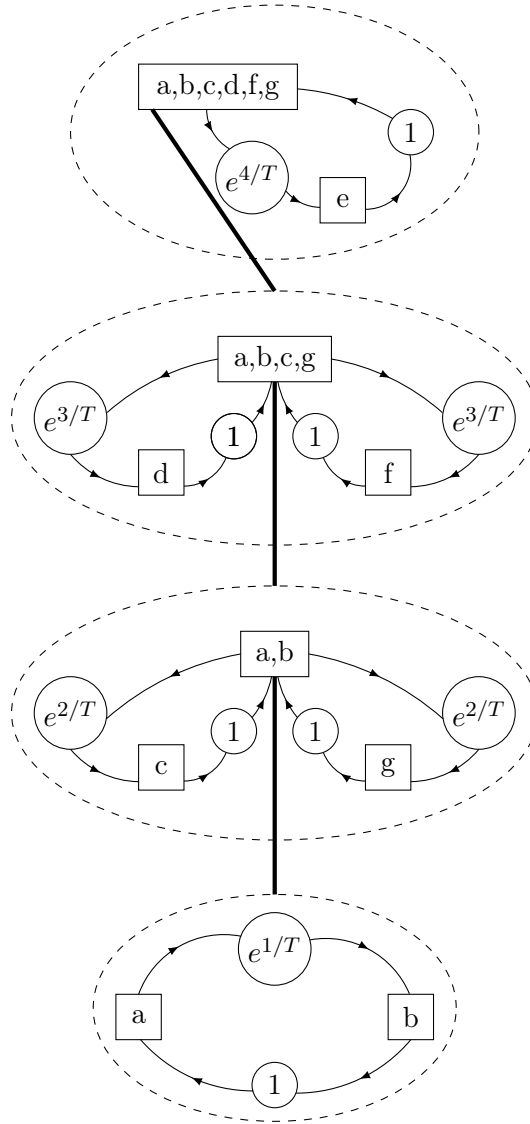 a,b,c,d,f,g
1
e^{4/T}
e
a,b,c,g
e^{3/T}
e^{3/T}
1
1
d
f
a,b
e^{2/T}
e^{2/T}
1
1
c
g
e^{1/T}
a
b
1